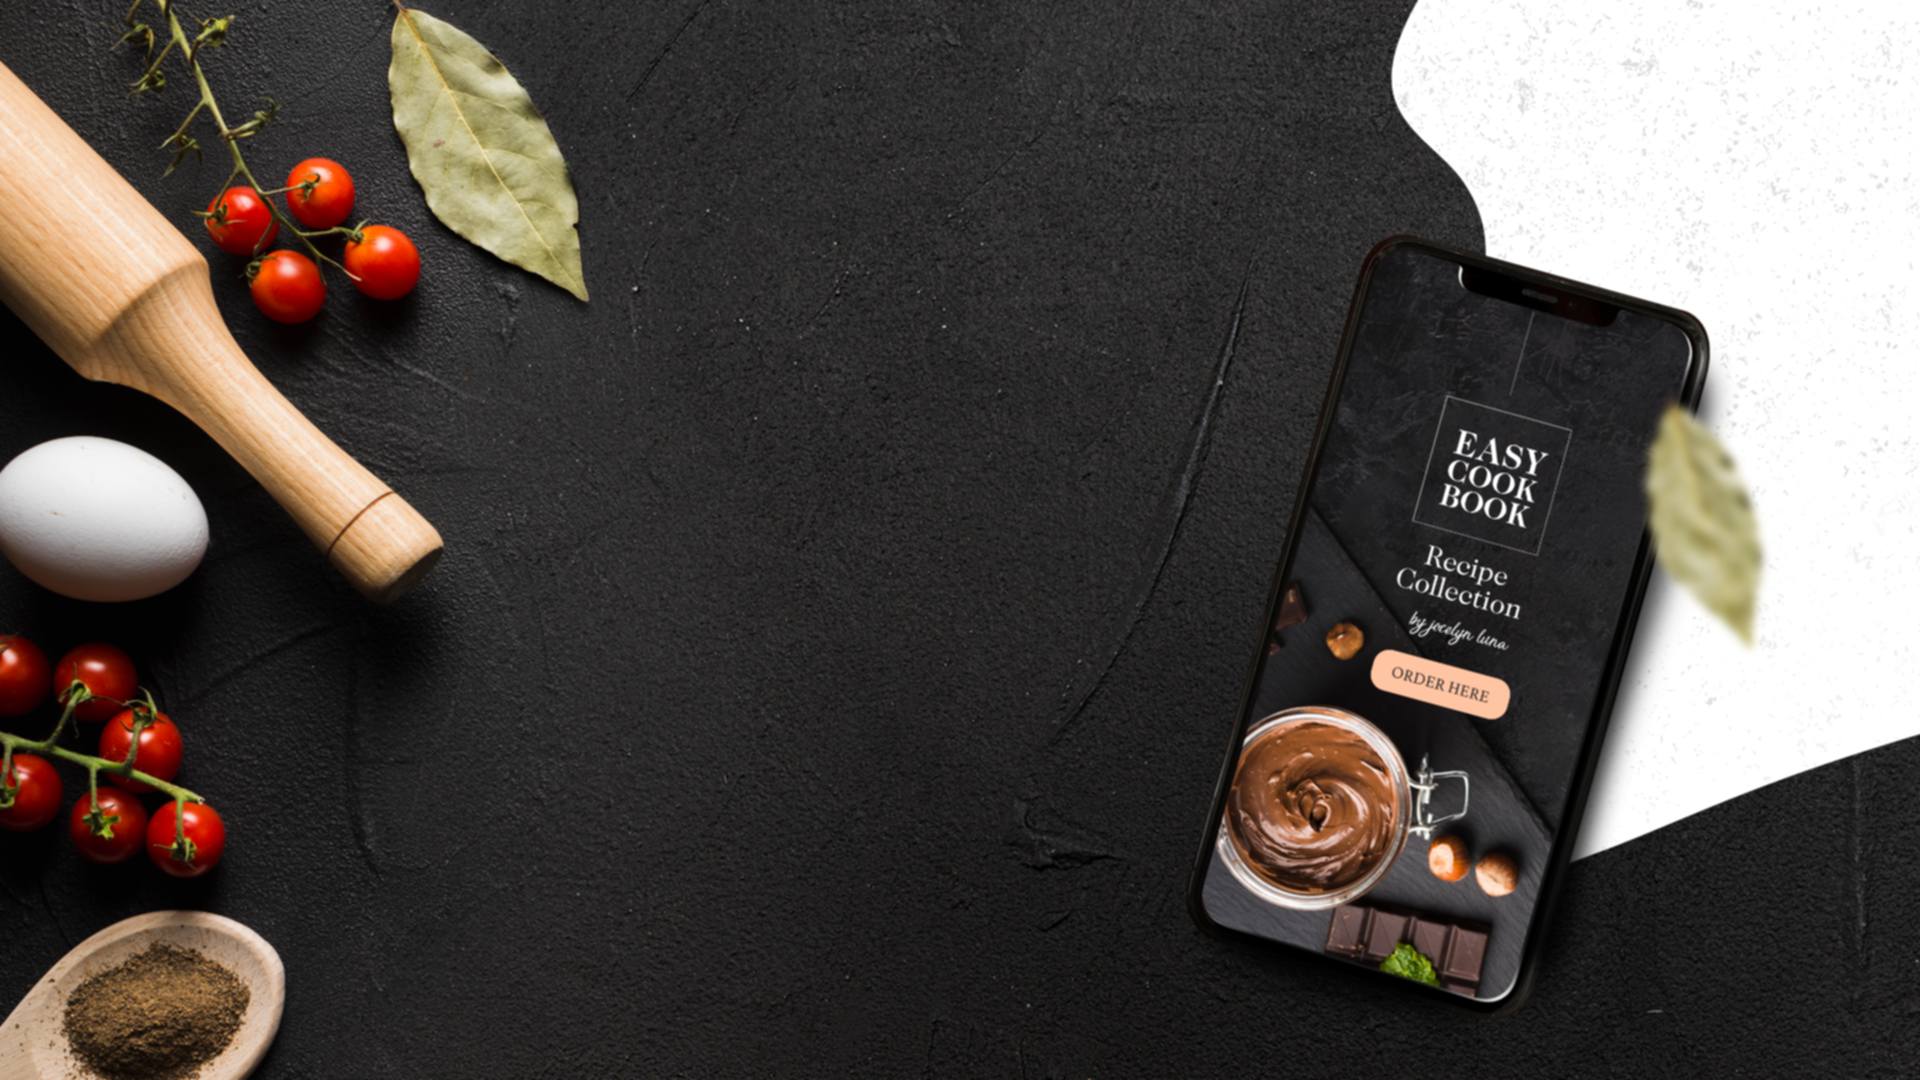 EASY
COOK
BOOK
Recipe
Collection
by jocelyn luna
ORDER HERE